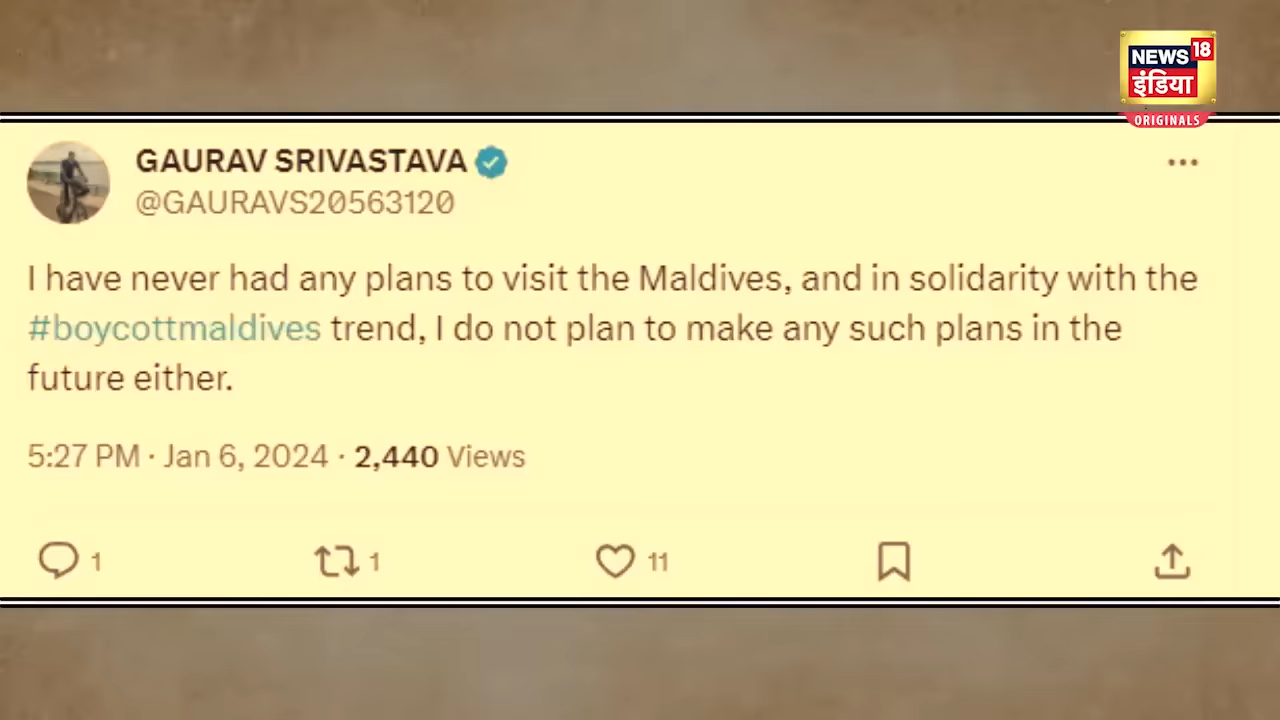 NEWS 18
इंडिया
ORIGINALS
GAURAV SRIVASTAVA
@GAURAVS20563120
I have never had any plans to visit the Maldives, and in solidarity with the
#boycottmaldives trend, I do not plan to make any such plans in the
future either.
5:27 PM · Jan 6, 2024 · 2,440 Views
1 1 11